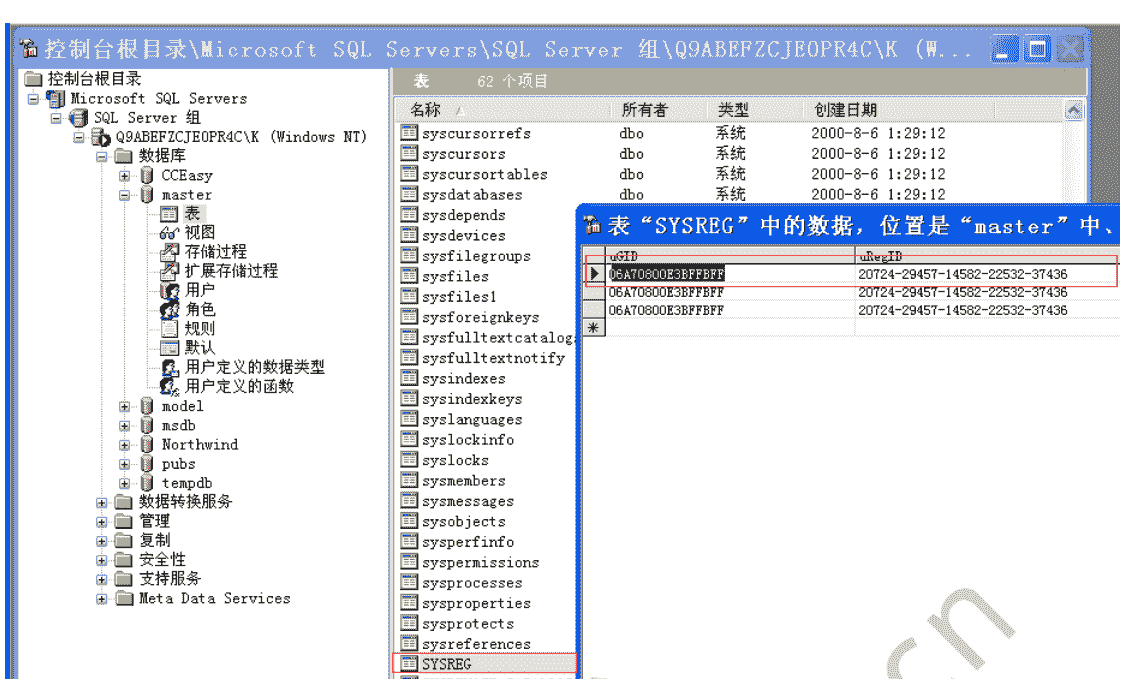 控制台根目录\Microsoft SQL Servers\SQL Server 组\Q9ABEFZCJEOPR4C\K (W...
控制台根目录
Microsoft SQL Servers
SQL Server 组
Q9ABEFZCJEOPR4C\K (Windows NT)
数据库
CCEasy
master
表
视图
存储过程
扩展存储过程
用户
角色
规则
默认
用户定义的数据类型
用户定义的函数
model
msdb
Northwind
pubs
tempdb
数据转换服务
管理
复制
安全性
支持服务
Meta Data Services
表 62 个项目
名称 所有者 类型 创建日期
syscursorrefs dbo 系统 2000-8-6 1:29:12
syscursors dbo 系统 2000-8-6 1:29:12
syscursortables dbo 系统 2000-8-6 1:29:12
sysdatabases dbo 系统 2000-8-6 1:29:12
sysdepends
sysdevices
sysfilegroups
sysfiles
sysfiles1
sysforeignkeys
sysfulltextcatalog
sysfulltextnotify
sysindexes
sysindexkeys
syslanguages
syslockinfo
syslocks
sysmembers
sysmessages
sysobjects
sysperfinfo
syspermissions
sysprocesses
sysproperties
sysprotects
sysreferences
SYSREG
表“SYSREG”中的数据，位置是“master”中、
uGID uRegID
06A70800E3BFFBFF 20724-29457-14582-22532-37436
06A70800E3BFFBFF 20724-29457-14582-22532-37436
06A70800E3BFFBFF 20724-29457-14582-22532-37436